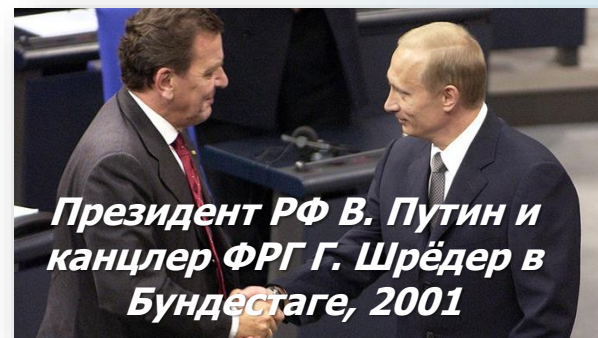 Президент РФ В. Путин и
канцлер ФРГ Г. Шрёдер в
Бундестаге, 2001